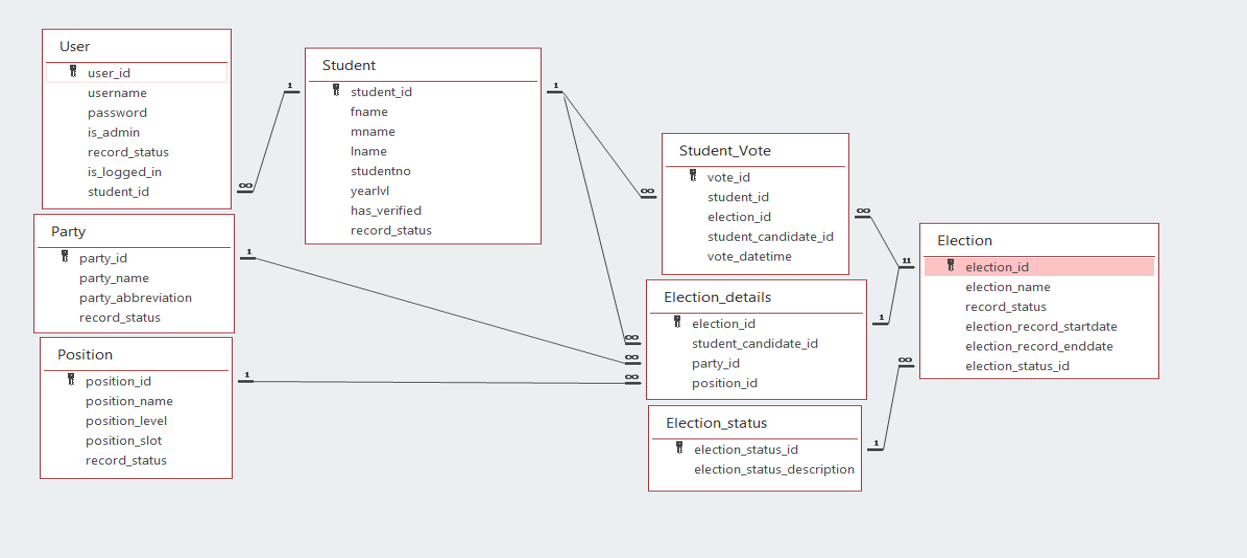 User
user_id
username
password
is_admin
record_status
is_logged_in
student_id
1
∞
Student
student_id
fname
mname
lname
studentno
yearlvl
has_verified
record_status
1
∞
∞
Student_Vote
vote_id
student_id
election_id
student_candidate_id
vote_datetime
∞
Party
party_id
party_name
party_abbreviation
record_status
1
∞
Position
position_id
position_name
position_level
position_slot
record_status
1
∞
Election_details
election_id
student_candidate_id
party_id
position_id
1
Election_status
election_status_id
election_status_description
1
∞
11
Election
election_id
election_name
record_status
election_record_startdate
election_record_enddate
election_status_id